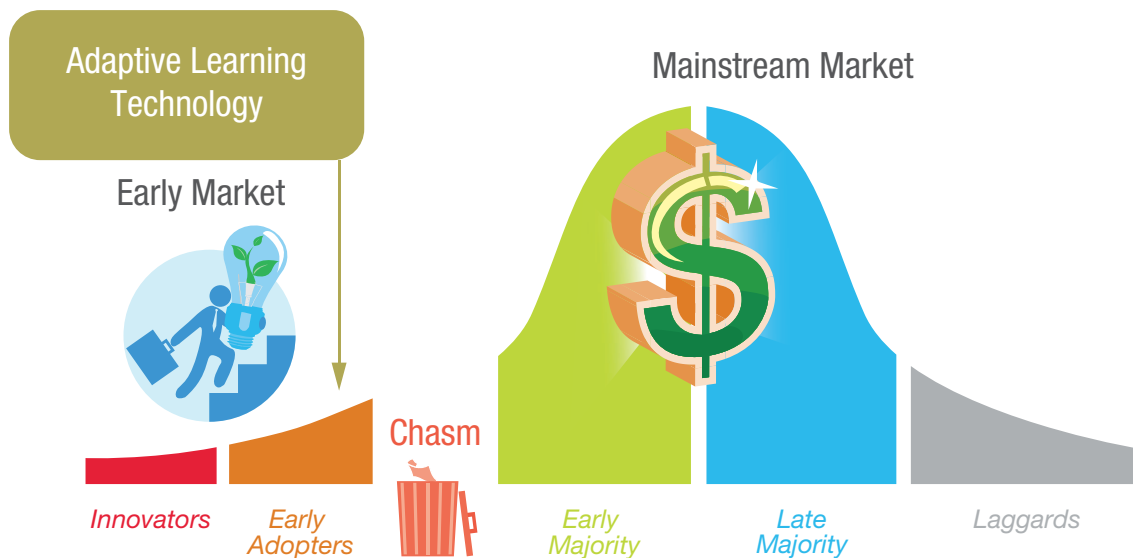 Adaptive Learning
Technology
Early Market
Mainstream Market
Chasm
Innovators
Early
Adopters
Early
Majority
Late
Majority
Laggards